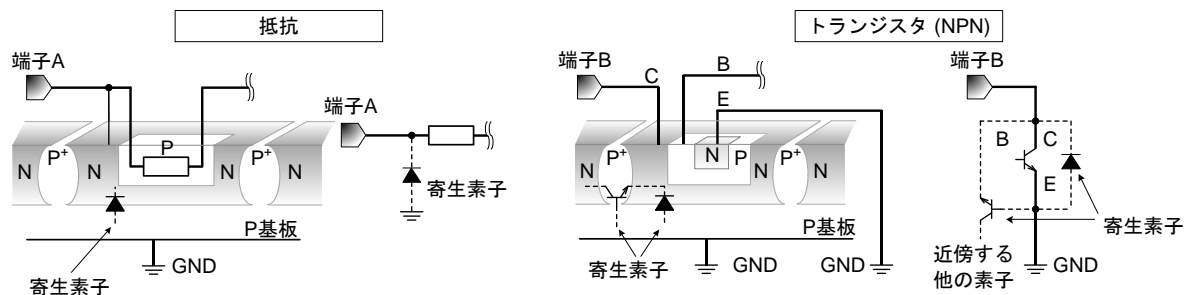 抵抗
トランジスタ (NPN)
端子A
端子A
N
P+
N
P
N
P+
N
寄生素子
P基板
寄生素子
GND
端子B
C
B
E
N
P+
N
P
N
P+
N
P基板
寄生素子
GND
GND
端子B
B
C
E
寄生素子
近傍する
他の素子
GND